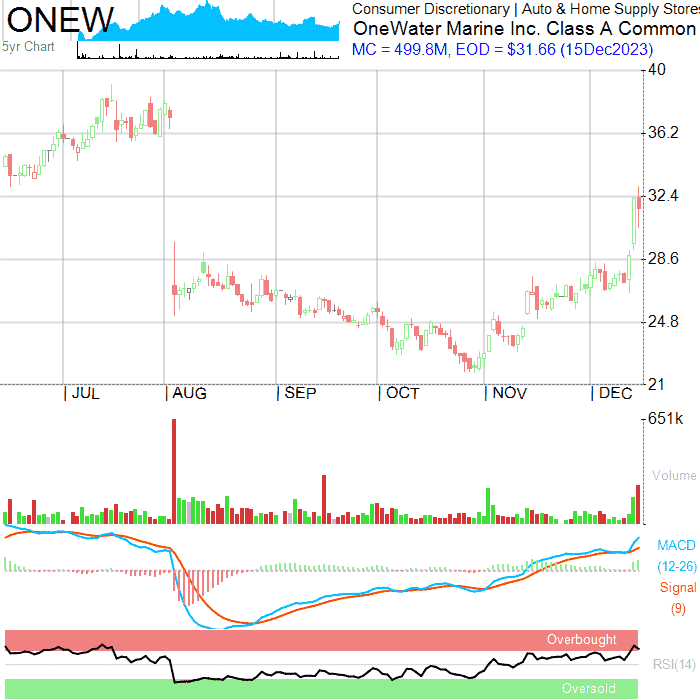 ONEW
5yr Chart
Consumer Discretionary | Auto & Home Supply Stores
OneWater Marine Inc. Class A Common
MC = 499.8M, EOD = $31.66 (15Dec2023)
40
36.2
32.4
28.6
24.8
21
JUL
AUG
SEP
OCT
NOV
DEC
651k
Volume
MACD
(12-26)
Signal
(9)
Overbought
RSI(14)
Oversold